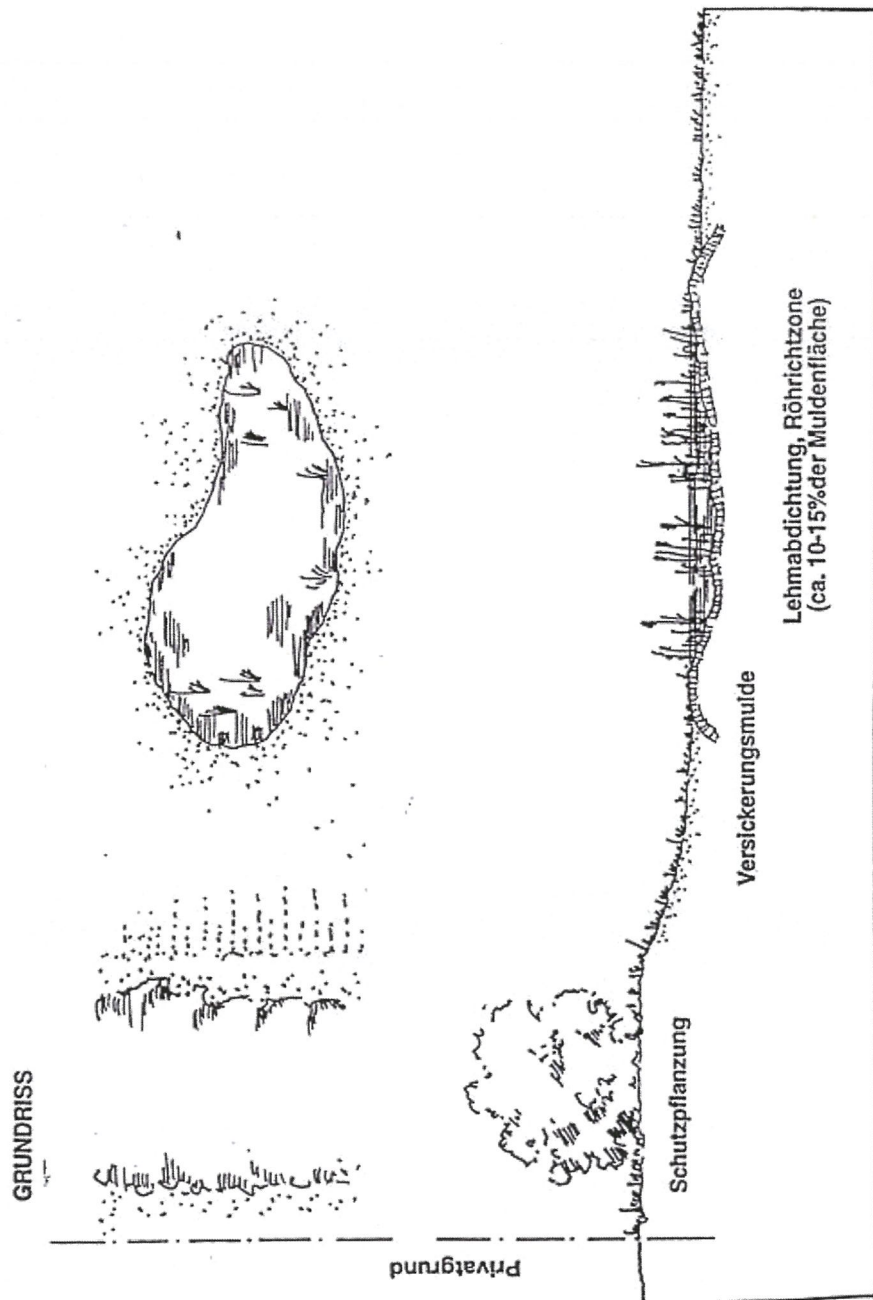 GRUNDRISS
Privatgrund
Schutzpflanzung
Versickerungsmulde
Lehmabdichtung, Röhrichtzone
(ca. 10-15%der Muldenfläche)